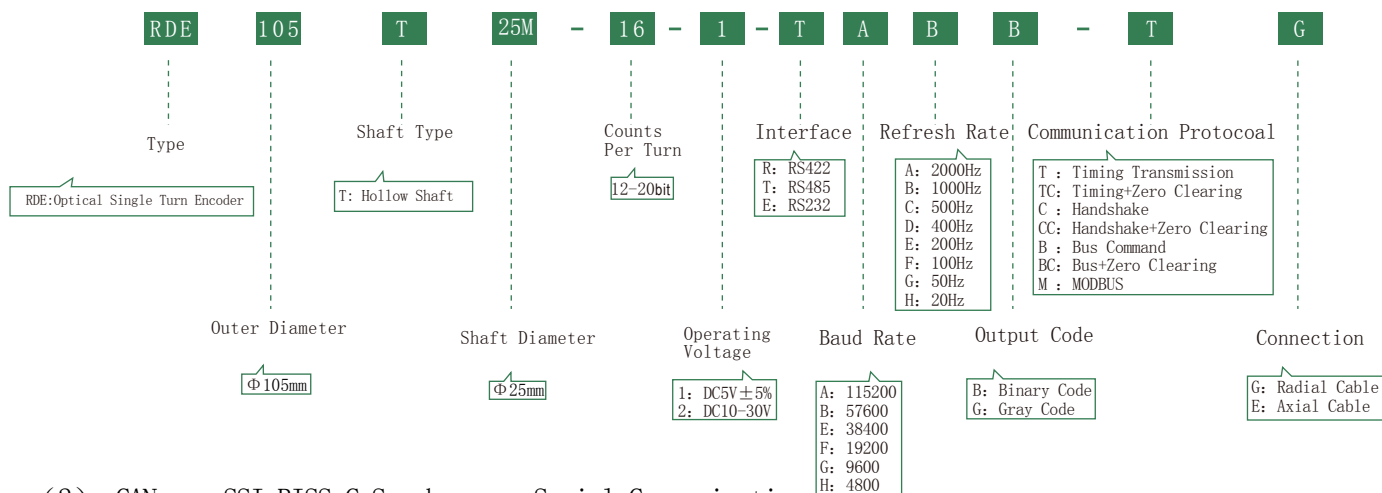 RDE 105 T 25M - 16 - 1 - T A B B - T G
Type
RDE:Optical Single Turn Encoder
Shaft Type
T: Hollow Shaft
Counts
Per Turn
12-20bit
Interface
R: RS422
T: RS485
E: RS232
Refresh Rate
A: 2000Hz
B: 1000Hz
C: 500Hz
D: 400Hz
E: 200Hz
F: 100Hz
G: 50Hz
H: 20Hz
Communication Protocoal
T : Timing Transmission
TC: Timing+Zero Clearing
C : Handshake
CC: Handshake+Zero Clearing
B : Bus Command
BC: Bus+Zero Clearing
M : MODBUS
Outer Diameter
Φ105mm
Shaft Diameter
Φ25mm
Operating
Voltage
1: DC5V±5%
2: DC10-30V
Baud Rate
A: 115200
B: 57600
E: 38400
F: 19200
G: 9600
H: 4800
Output Code
B: Binary Code
G: Gray Code
Connection
G: Radial Cable
E: Axial Cable